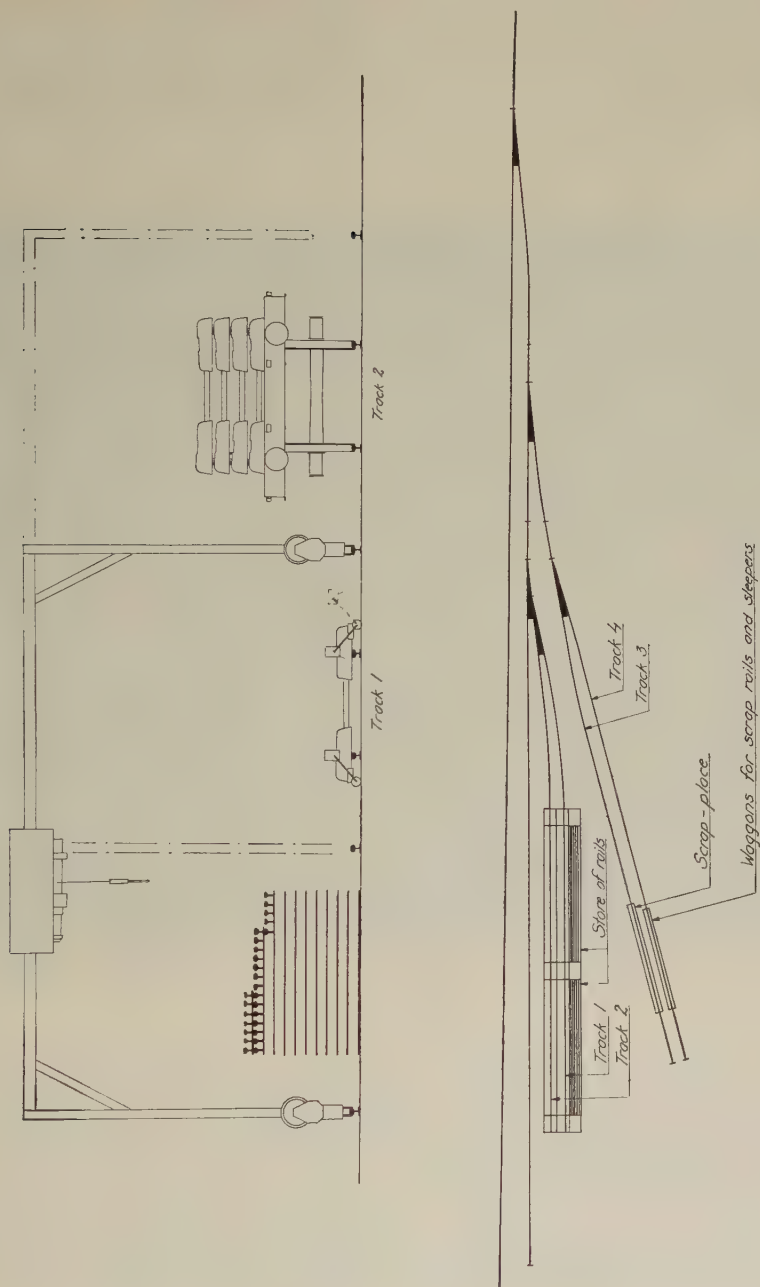 Track 1
Track 2
Track 1
Track 2
Store of rails
Track 4
Track 3
Scrap-place
Waggons for scrap rails and sleepers